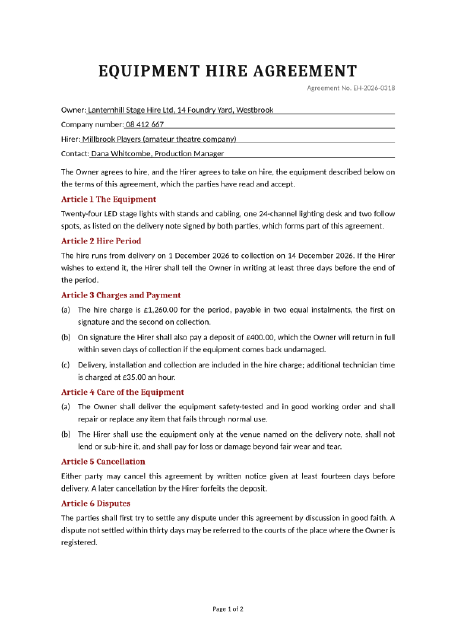 EQUIPMENT HIRE AGREEMENT
Agreement No. EH-2026-0318
Owner: Lanternhill Stage Hire Ltd, 14 Foundry Yard, Westbrook
Company number: 08 412 667
Hirer: Millbrook Players (amateur theatre company)
Contact: Dana Whitcombe, Production Manager
The Owner agrees to hire, and the Hirer agrees to take on hire, the equipment described below on
the terms of this agreement, which the parties have read and accept.
Article 1 The Equipment
Twenty-four LED stage lights with stands and cabling, one 24-channel lighting desk and two follow
spots, as listed on the delivery note signed by both parties, which forms part of this agreement.
Article 2 Hire Period
The hire runs from delivery on 1 December 2026 to collection on 14 December 2026. If the Hirer
wishes to extend it, the Hirer shall tell the Owner in writing at least three days before the end of
the period.
Article 3 Charges and Payment
(a) The hire charge is £1,260.00 for the period, payable in two equal instalments, the first on
signature and the second on collection.
(b) On signature the Hirer shall also pay a deposit of £400.00, which the Owner will return in full
within seven days of collection if the equipment comes back undamaged.
(c) Delivery, installation and collection are included in the hire charge; additional technician time
is charged at £35.00 an hour.
Article 4 Care of the Equipment
(a) The Owner shall deliver the equipment safety-tested and in good working order and shall
repair or replace any item that fails through normal use.
(b) The Hirer shall use the equipment only at the venue named on the delivery note, shall not
lend or sub-hire it, and shall pay for loss or damage beyond fair wear and tear.
Article 5 Cancellation
Either party may cancel this agreement by written notice given at least fourteen days before
delivery. A later cancellation by the Hirer forfeits the deposit.
Article 6 Disputes
The parties shall first try to settle any dispute under this agreement by discussion in good faith. A
dispute not settled within thirty days may be referred to the courts of the place where the Owner is
registered.
Page 1 of 2